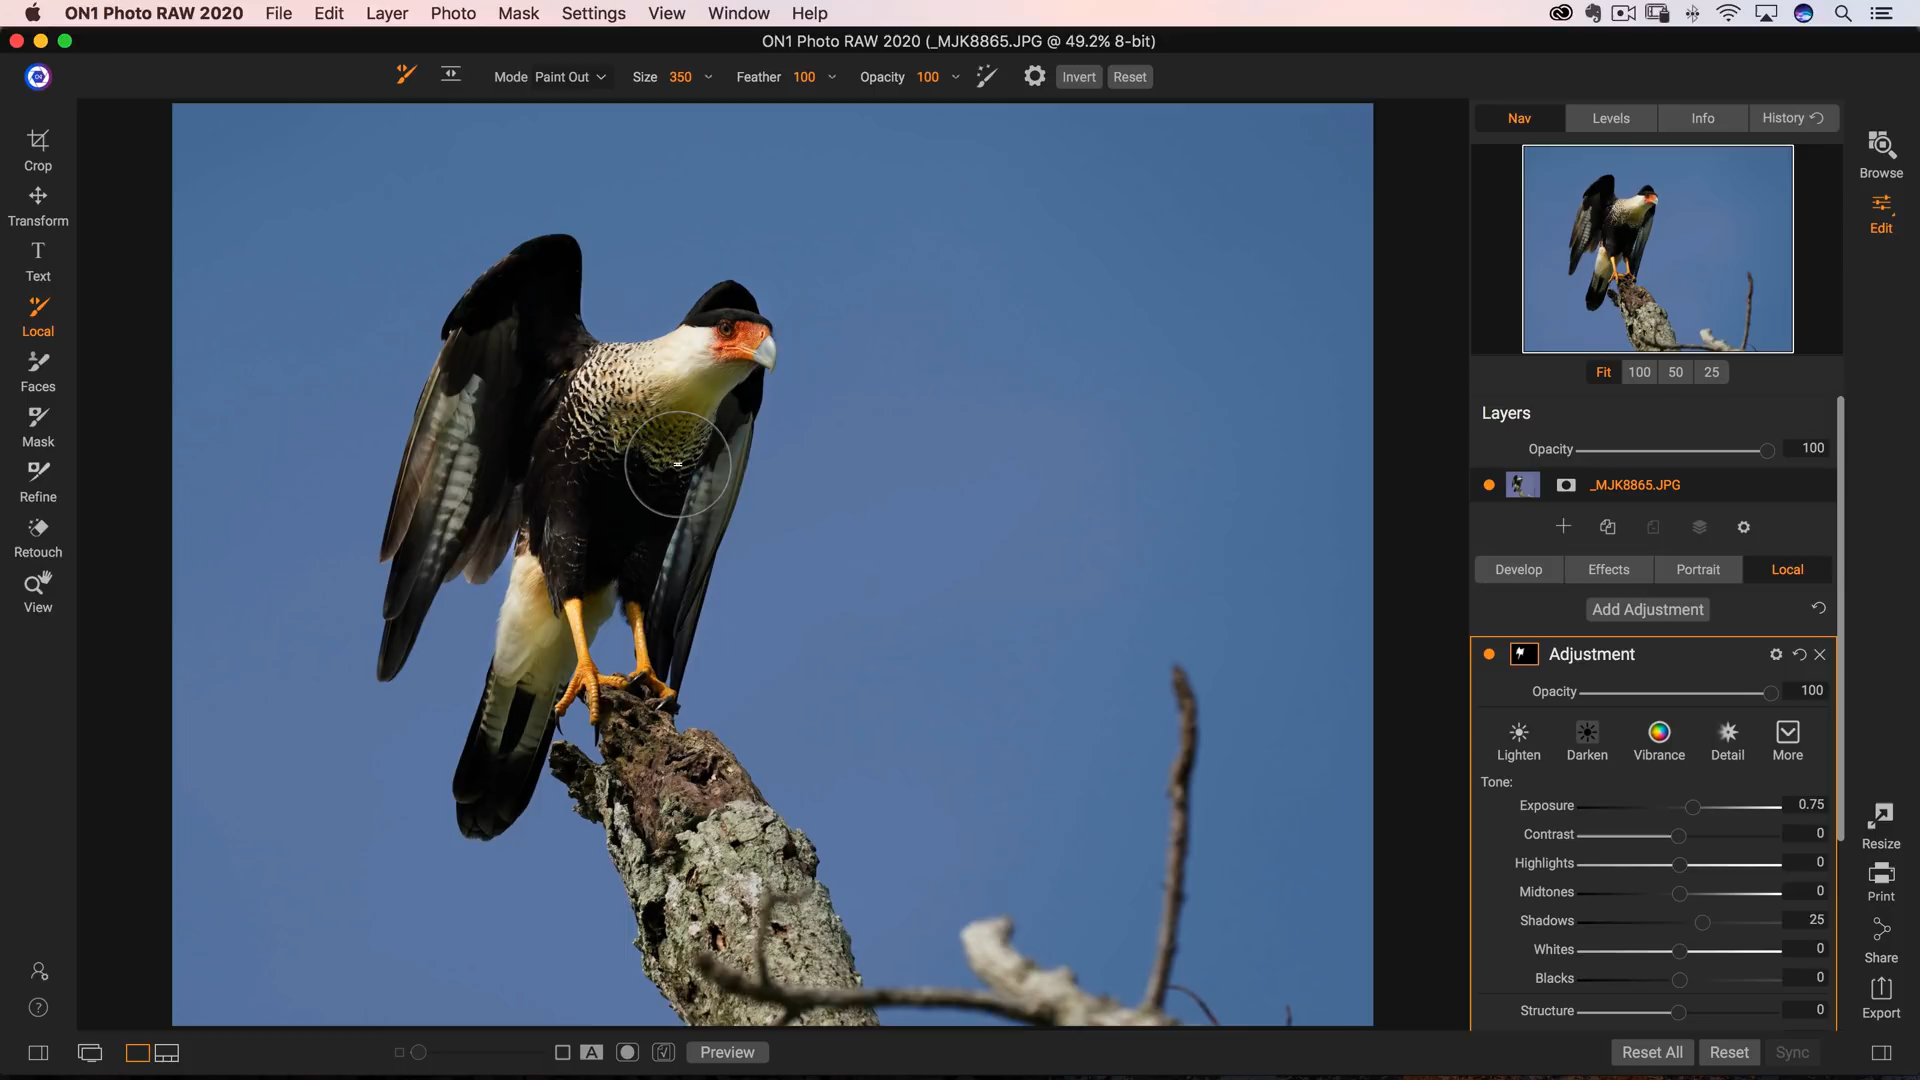 ON1 Photo RAW 2020 File Edit Layer Photo Mask Settings View Window Help
ON1 Photo RAW 2020 (_MJK8865.JPG @ 49.2% 8-bit)
Mode Paint Out Size 350 Feather 100 Opacity 100 Invert Reset
Crop
Transform
Text
Local
Faces
Mask
Refine
Retouch
View
Nav Levels Info History
Browse
Edit
Fit 100 50 25
Layers
Opacity 100
_MJK8865.JPG
Develop Effects Portrait Local
Add Adjustment
Adjustment
Opacity 100
Lighten Darken Vibrance Detail More
Tone:
Exposure 0.75
Contrast 0
Highlights 0
Midtones 0
Shadows 25
Whites 0
Blacks 0
Structure 0
Resize
Print
Share
Export
A Preview
Reset All Reset Sync